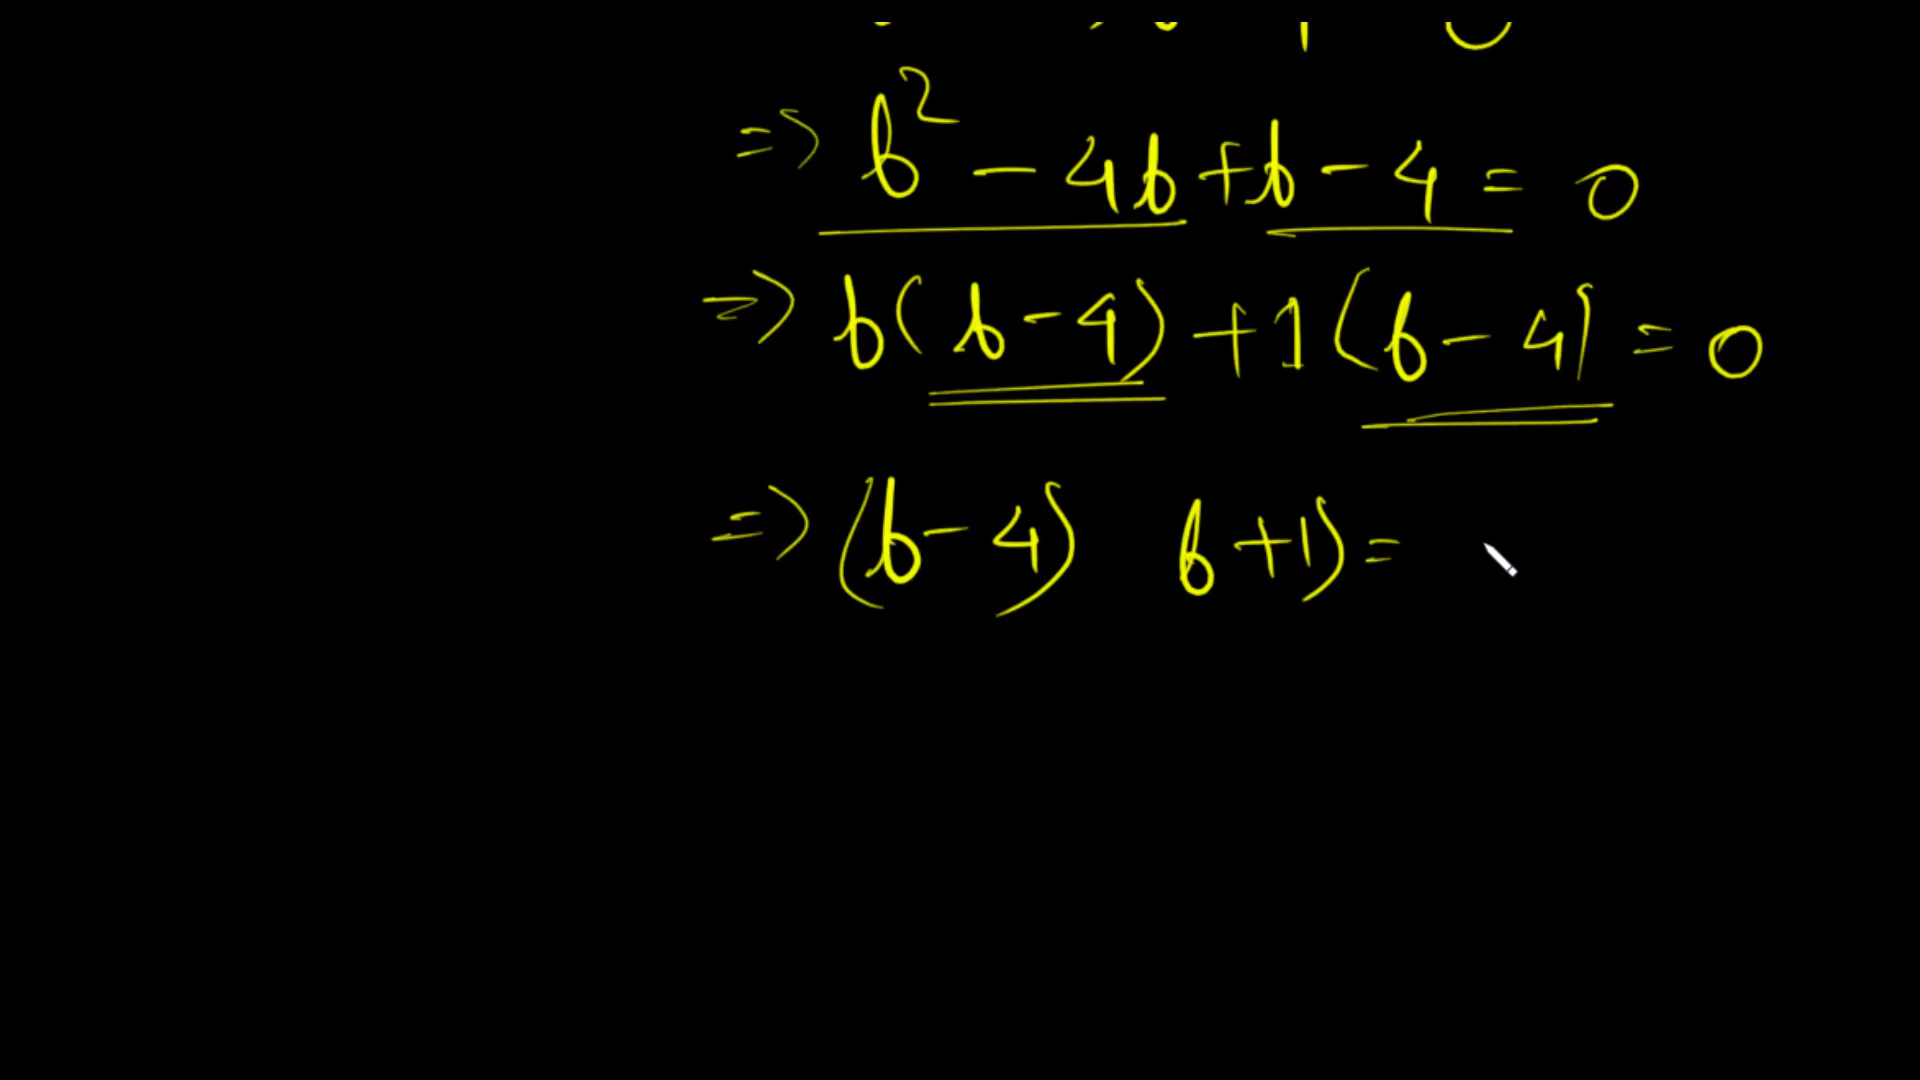 => b² - 4b + b - 4 = 0
=> b(b - 4) + 1(b - 4) = 0
=> (b - 4) b + 1) =